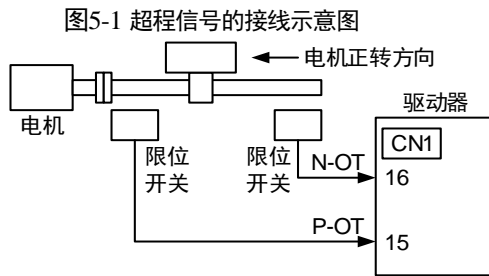 图5-1 超程信号的接线示意图
电机正转方向
电机
驱动器
CN1
限位
开关
限位
开关
N-OT
16
P-OT
15